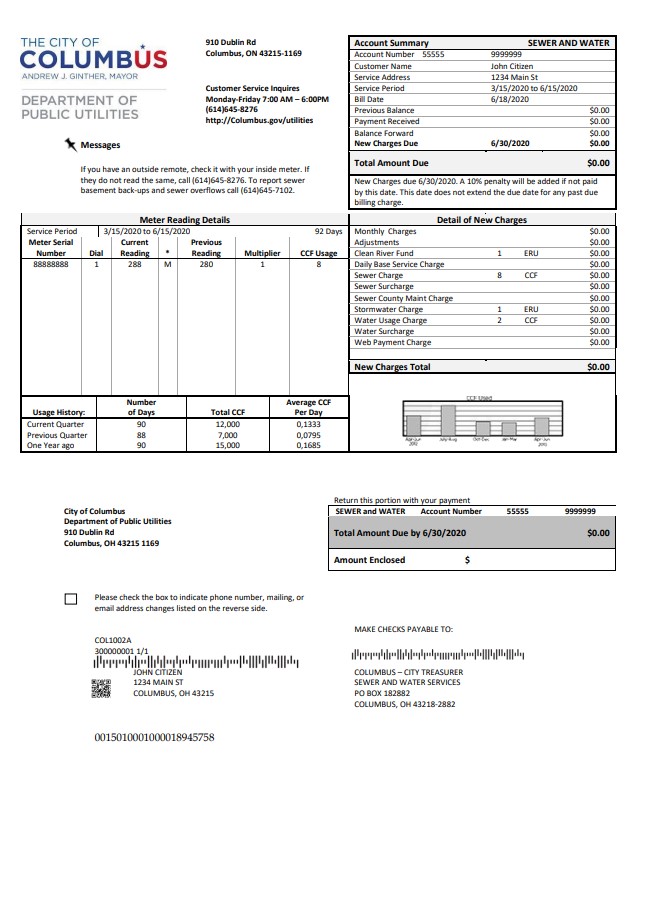 THE CITY OF
COLUMBUS
ANDREW J. GINTHER, MAYOR
DEPARTMENT OF
PUBLIC UTILITIES
910 Dublin Rd
Columbus, ON 43215-1169
Customer Service Inquires
Monday-Friday 7:00 AM – 6:00PM
(614)645-8276
http://Columbus.gov/utilities
Messages
If you have an outside remote, check it with your inside meter. If
they do not read the same, call (614)645-8276. To report sewer
basement back-ups and sewer overflows call (614)645-7102.
Account Summary SEWER AND WATER
Account Number 55555 9999999
Customer Name John Citizen
Service Address 1234 Main St
Service Period 3/15/2020 to 6/15/2020
Bill Date 6/18/2020
Previous Balance $0.00
Payment Received $0.00
Balance Forward $0.00
New Charges Due 6/30/2020 $0.00
Total Amount Due $0.00
New Charges due 6/30/2020. A 10% penalty will be added if not paid
by this date. This date does not extend the due date for any past due
billing charge.
Meter Reading Details
Service Period 3/15/2020 to 6/15/2020 92 Days
Meter Serial Number Dial Current Reading * Previous Reading Multiplier CCF Usage
88888888 1 288 M 280 1 8
Usage History: Number of Days Total CCF Average CCF Per Day
Current Quarter 90 12,000 0,1333
Previous Quarter 88 7,000 0,0795
One Year ago 90 15,000 0,1685
Detail of New Charges
Monthly Charges $0.00
Adjustments $0.00
Clean River Fund 1 ERU $0.00
Daily Base Service Charge $0.00
Sewer Charge 8 CCF $0.00
Sewer Surcharge $0.00
Sewer County Maint Charge $0.00
Stormwater Charge 1 ERU $0.00
Water Usage Charge 2 CCF $0.00
Water Surcharge $0.00
Web Payment Charge $0.00
New Charges Total $0.00
CCF Used
City of Columbus
Department of Public Utilities
910 Dublin Rd
Columbus, OH 43215 1169
Return this portion with your payment
SEWER and WATER Account Number 55555 9999999
Total Amount Due by 6/30/2020 $0.00
Amount Enclosed $
Please check the box to indicate phone number, mailing, or
email address changes listed on the reverse side.
COL1002A
300000001 1/1
JOHN CITIZEN
1234 MAIN ST
COLUMBUS, OH 43215
MAKE CHECKS PAYABLE TO:
COLUMBUS – CITY TREASURER
SEWER AND WATER SERVICES
PO BOX 182882
COLUMBUS, OH 43218-2882
0015010001000018945758